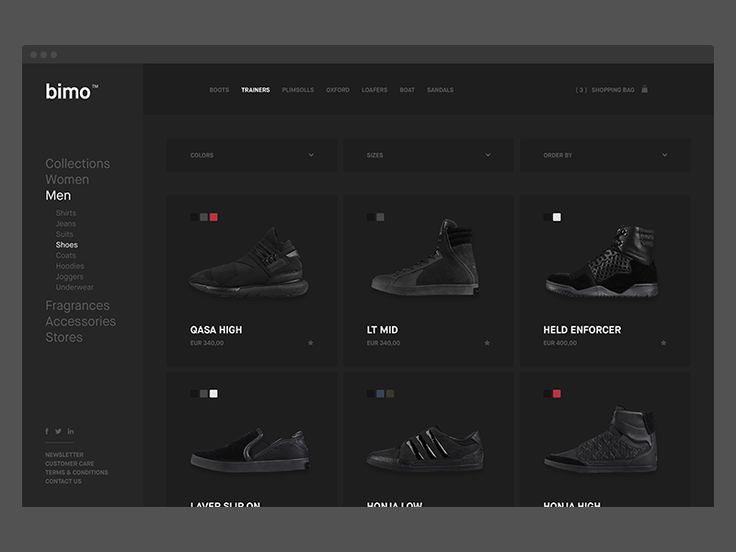 bimo™
BOOTS TRAINERS PLIMSOLLS OXFORD LOAFERS BOAT SANDALS
( 3 ) SHOPPING BAG
Collections
Women
Men
Shirts
Jeans
Suits
Shoes
Coats
Hoodies
Joggers
Underwear
Fragrances
Accessories
Stores
f in
NEWSLETTER
CUSTOMER CARE
TERMS & CONDITIONS
CONTACT US
COLORS SIZES ORDER BY
QASA HIGH
EUR 340,00
LT MID
EUR 340,00
HELD ENFORCER
EUR 400,00
LAVER SLIP ON
HONJA LOW
HONJA HIGH